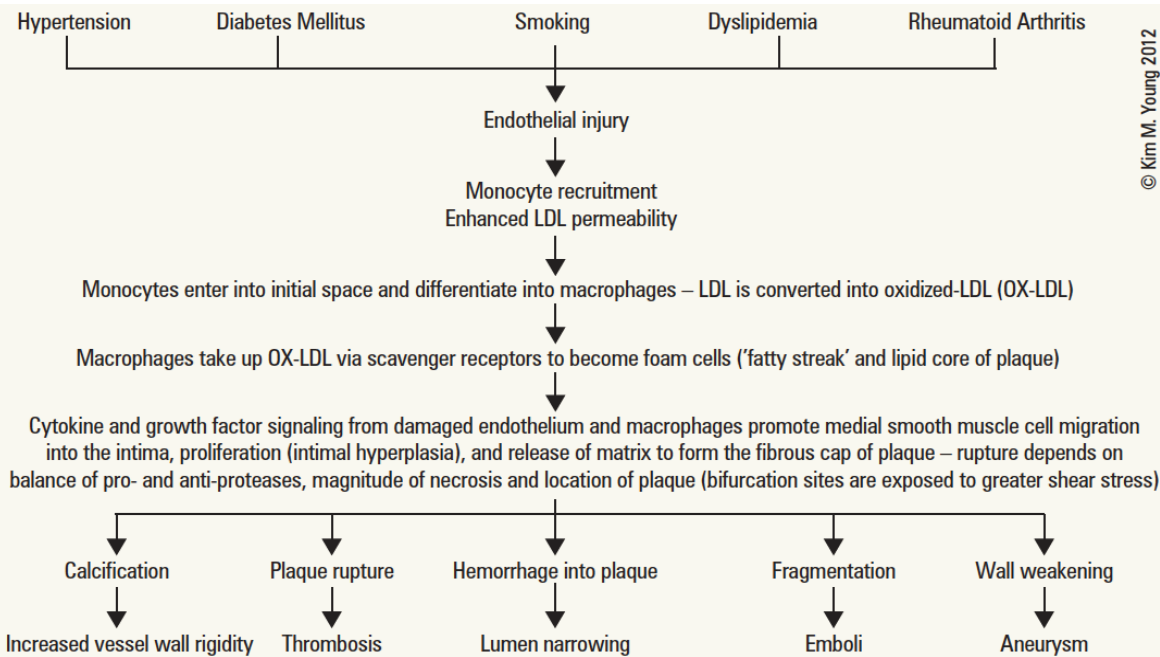 Hypertension Diabetes Mellitus Smoking Dyslipidemia Rheumatoid Arthritis
© Kim M. Young 2012
Endothelial injury
Monocyte recruitment
Enhanced LDL permeability
Monocytes enter into initial space and differentiate into macrophages – LDL is converted into oxidized-LDL (OX-LDL)
Macrophages take up OX-LDL via scavenger receptors to become foam cells ('fatty streak' and lipid core of plaque)
Cytokine and growth factor signaling from damaged endothelium and macrophages promote medial smooth muscle cell migration
into the intima, proliferation (intimal hyperplasia), and release of matrix to form the fibrous cap of plaque – rupture depends on
balance of pro- and anti-proteases, magnitude of necrosis and location of plaque (bifurcation sites are exposed to greater shear stress)
Calcification Plaque rupture Hemorrhage into plaque Fragmentation Wall weakening
Increased vessel wall rigidity Thrombosis Lumen narrowing Emboli Aneurysm